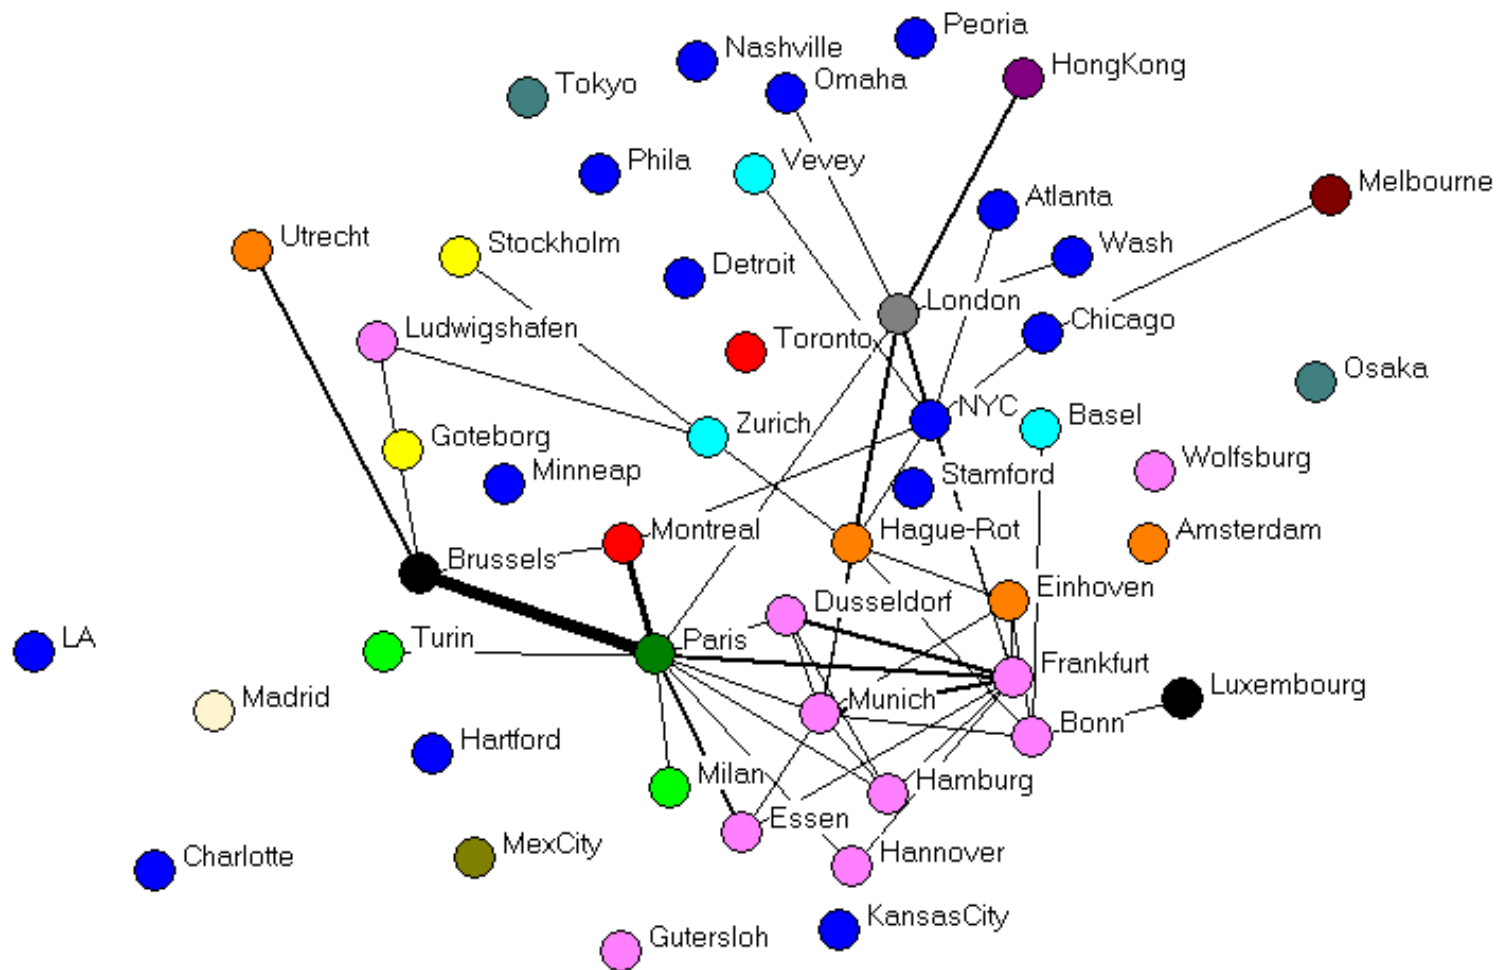 Peoria
Nashville
HongKong
Omaha
Tokyo
Phila
Vevey
Melbourne
Atlanta
Utrecht
Stockholm
Wash
Detroit
London
Chicago
Ludwigshafen
Toronto
Osaka
NYC
Basel
Zurich
Goteborg
Wolfsburg
Minneap
Stamford
Montreal
Hague-Rot
Amsterdam
Brussels
Einhoven
Dusseldorf
LA
Turin
Paris
Frankfurt
Luxembourg
Madrid
Munich
Bonn
Hartford
Milan
Hamburg
Essen
MexCity
Hannover
Charlotte
KansasCity
Gutersloh